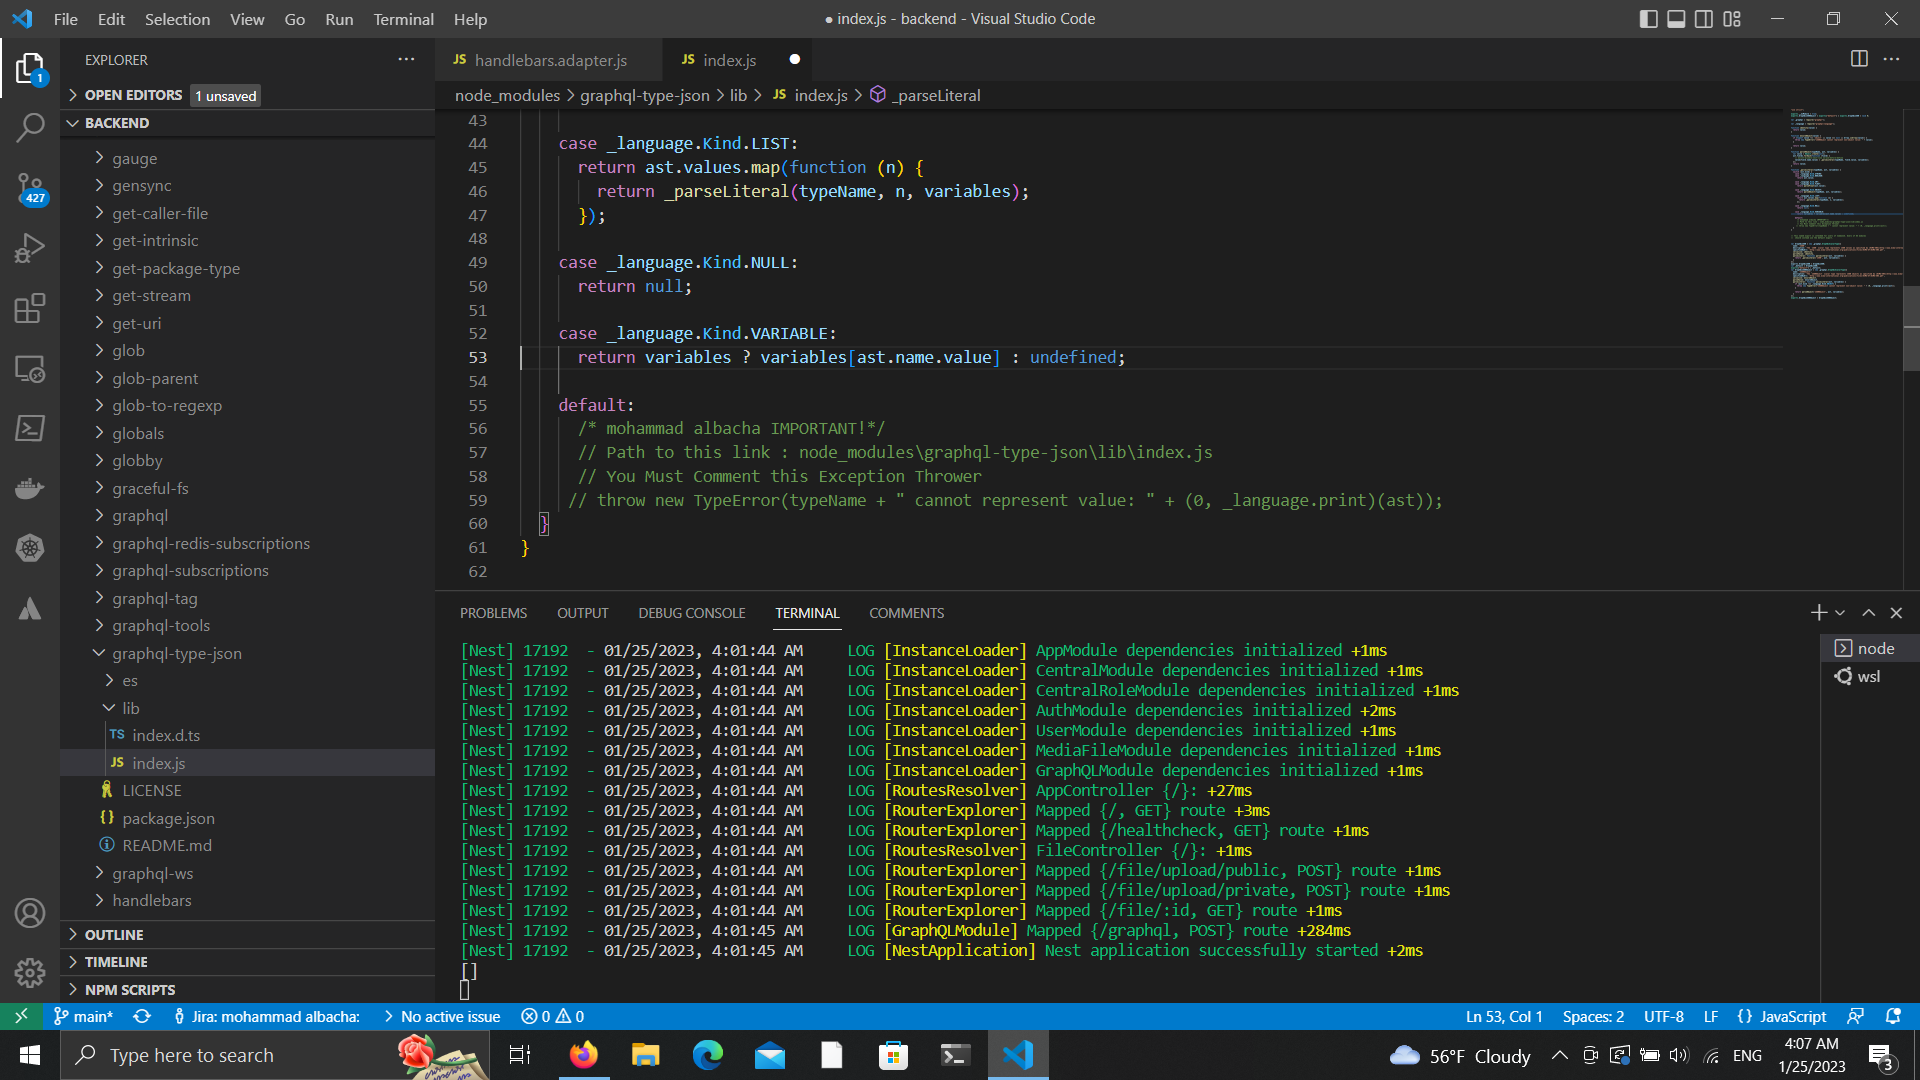 File Edit Selection View Go Run Terminal Help
● index.js - backend - Visual Studio Code
EXPLORER
1
427
OPEN EDITORS 1 unsaved
BACKEND
gauge
gensync
get-caller-file
get-intrinsic
get-package-type
get-stream
get-uri
glob
glob-parent
glob-to-regexp
globals
globby
graceful-fs
graphql
graphql-redis-subscriptions
graphql-subscriptions
graphql-tag
graphql-tools
graphql-type-json
es
lib
TS index.d.ts
JS index.js
LICENSE
{} package.json
README.md
graphql-ws
handlebars
OUTLINE
TIMELINE
NPM SCRIPTS
JS handlebars.adapter.js JS index.js ●
node_modules > graphql-type-json > lib > JS index.js > _parseLiteral
43
44 case _language.Kind.LIST:
45 return ast.values.map(function (n) {
46 return _parseLiteral(typeName, n, variables);
47 });
48
49 case _language.Kind.NULL:
50 return null;
51
52 case _language.Kind.VARIABLE:
53 return variables ? variables[ast.name.value] : undefined;
54
55 default:
56 /* mohammad albacha IMPORTANT!*/
57 // Path to this link : node_modules\graphql-type-json\lib\index.js
58 // You Must Comment this Exception Thrower
59 // throw new TypeError(typeName + " cannot represent value: " + (0, _language.print)(ast));
60 }
61 }
62
PROBLEMS OUTPUT DEBUG CONSOLE TERMINAL COMMENTS
node
wsl
[Nest] 17192 - 01/25/2023, 4:01:44 AM LOG [InstanceLoader] AppModule dependencies initialized +1ms
[Nest] 17192 - 01/25/2023, 4:01:44 AM LOG [InstanceLoader] CentralModule dependencies initialized +1ms
[Nest] 17192 - 01/25/2023, 4:01:44 AM LOG [InstanceLoader] CentralRoleModule dependencies initialized +1ms
[Nest] 17192 - 01/25/2023, 4:01:44 AM LOG [InstanceLoader] AuthModule dependencies initialized +2ms
[Nest] 17192 - 01/25/2023, 4:01:44 AM LOG [InstanceLoader] UserModule dependencies initialized +1ms
[Nest] 17192 - 01/25/2023, 4:01:44 AM LOG [InstanceLoader] MediaFileModule dependencies initialized +1ms
[Nest] 17192 - 01/25/2023, 4:01:44 AM LOG [InstanceLoader] GraphQLModule dependencies initialized +1ms
[Nest] 17192 - 01/25/2023, 4:01:44 AM LOG [RoutesResolver] AppController {/}: +27ms
[Nest] 17192 - 01/25/2023, 4:01:44 AM LOG [RouterExplorer] Mapped {/, GET} route +3ms
[Nest] 17192 - 01/25/2023, 4:01:44 AM LOG [RouterExplorer] Mapped {/healthcheck, GET} route +1ms
[Nest] 17192 - 01/25/2023, 4:01:44 AM LOG [RoutesResolver] FileController {/}: +1ms
[Nest] 17192 - 01/25/2023, 4:01:44 AM LOG [RouterExplorer] Mapped {/file/upload/public, POST} route +1ms
[Nest] 17192 - 01/25/2023, 4:01:44 AM LOG [RouterExplorer] Mapped {/file/upload/private, POST} route +1ms
[Nest] 17192 - 01/25/2023, 4:01:44 AM LOG [RouterExplorer] Mapped {/file/:id, GET} route +1ms
[Nest] 17192 - 01/25/2023, 4:01:45 AM LOG [GraphQLModule] Mapped {/graphql, POST} route +284ms
[Nest] 17192 - 01/25/2023, 4:01:45 AM LOG [NestApplication] Nest application successfully started +2ms
[]
main* Jira: mohammad albacha: No active issue 0 0 Ln 53, Col 1 Spaces: 2 UTF-8 LF {} JavaScript
Type here to search
56°F Cloudy ENG
4:07 AM
1/25/2023
3